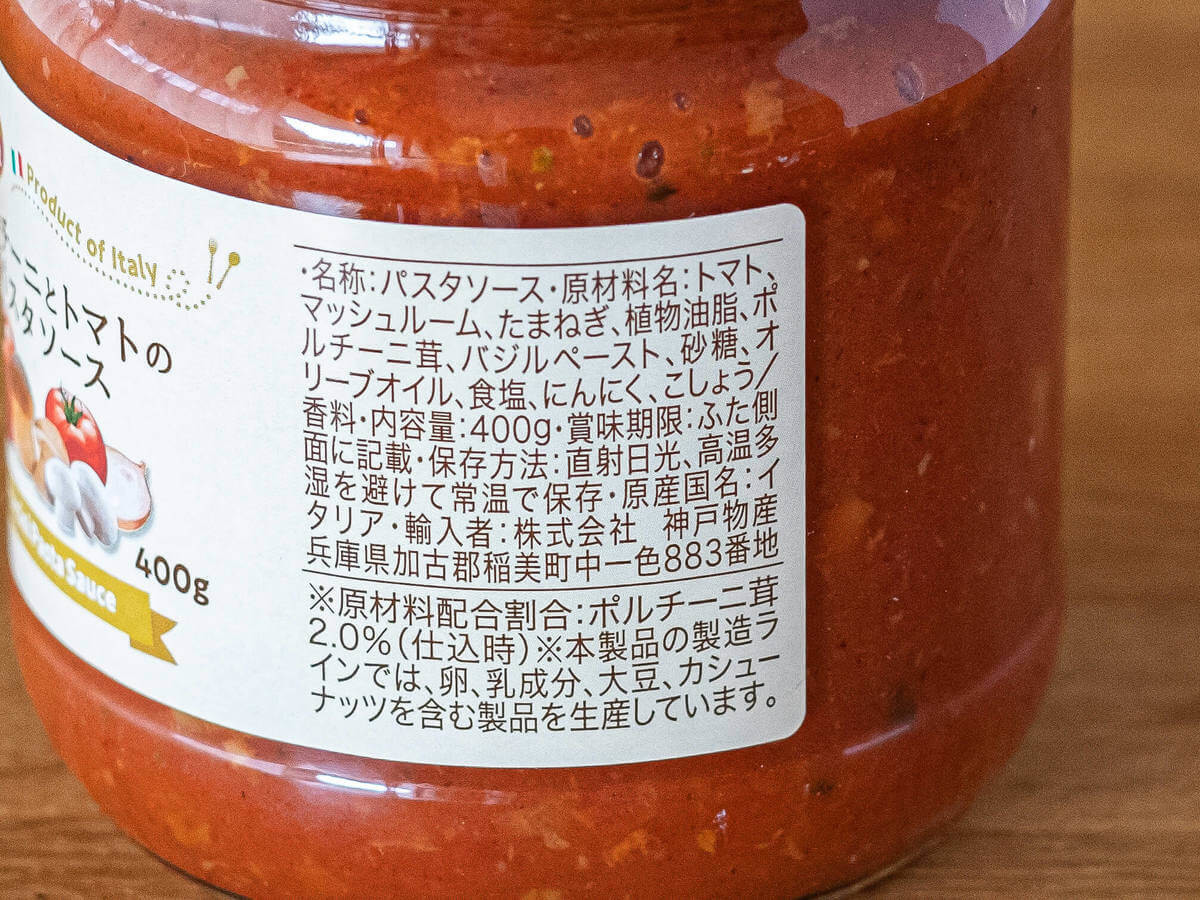 Product of Italy
ーニとトマトの
スタソース
400g
Pasta Sauce
・名称:パスタソース・原材料名:トマト、
マッシュルーム、たまねぎ、植物油脂、ポ
ルチーニ茸、バジルペースト、砂糖、オ
リーブオイル、食塩、にんにく、こしょう/
香料・内容量:400g・賞味期限:ふた側
面に記載・保存方法:直射日光、高温多
湿を避けて常温で保存・原産国名:イ
タリア・輸入者:株式会社 神戸物産
兵庫県加古郡稲美町中一色883番地
※原材料配合割合:ポルチーニ茸
2.0%(仕込時)※本製品の製造ラ
インでは、卵、乳成分、大豆、カシュー
ナッツを含む製品を生産しています。